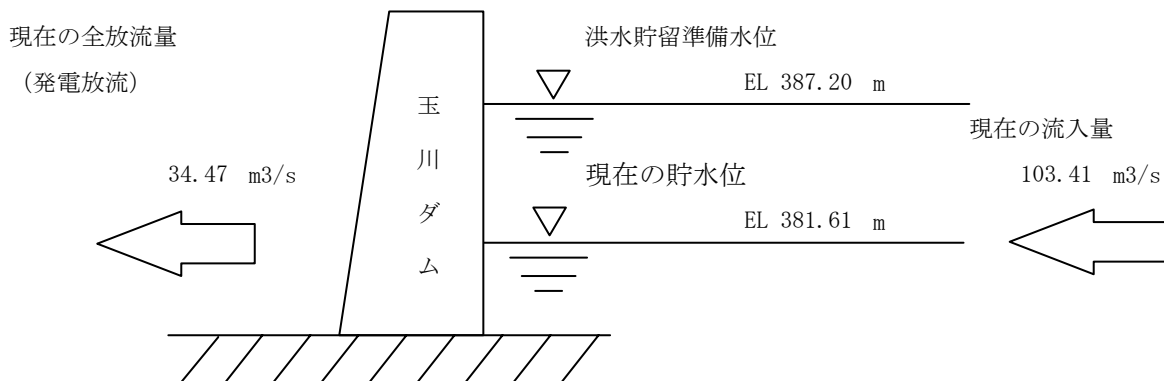 現在の全放流量
（発電放流）
34.47 m3/s
玉川ダム
洪水貯留準備水位
EL 387.20 m
現在の貯水位
EL 381.61 m
現在の流入量
103.41 m3/s